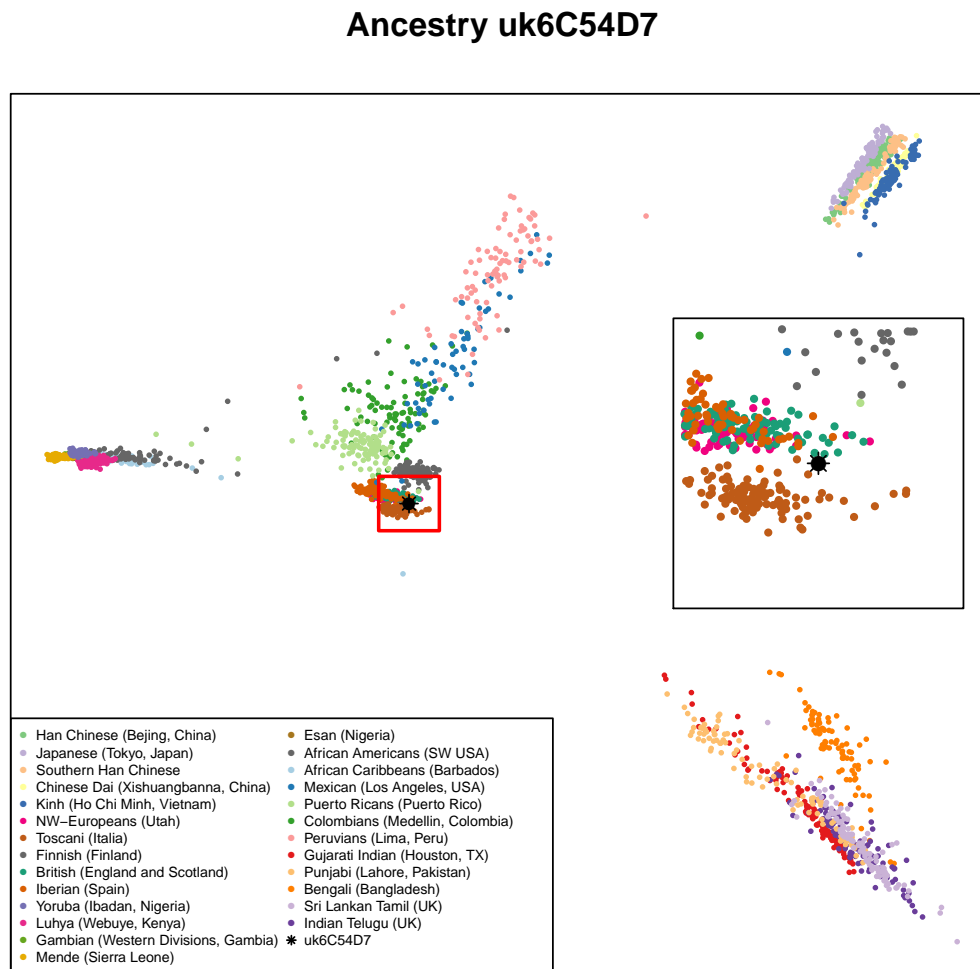 Ancestry uk6C54D7
Han Chinese (Bejing, China)
Japanese (Tokyo, Japan)
Southern Han Chinese
Chinese Dai (Xishuangbanna, China)
Kinh (Ho Chi Minh, Vietnam)
NW−Europeans (Utah)
Toscani (Italia)
Finnish (Finland)
British (England and Scotland)
Iberian (Spain)
Yoruba (Ibadan, Nigeria)
Luhya (Webuye, Kenya)
Gambian (Western Divisions, Gambia)
Mende (Sierra Leone)
Esan (Nigeria)
African Americans (SW USA)
African Caribbeans (Barbados)
Mexican (Los Angeles, USA)
Puerto Ricans (Puerto Rico)
Colombians (Medellin, Colombia)
Peruvians (Lima, Peru)
Gujarati Indian (Houston, TX)
Punjabi (Lahore, Pakistan)
Bengali (Bangladesh)
Sri Lankan Tamil (UK)
Indian Telugu (UK)
uk6C54D7